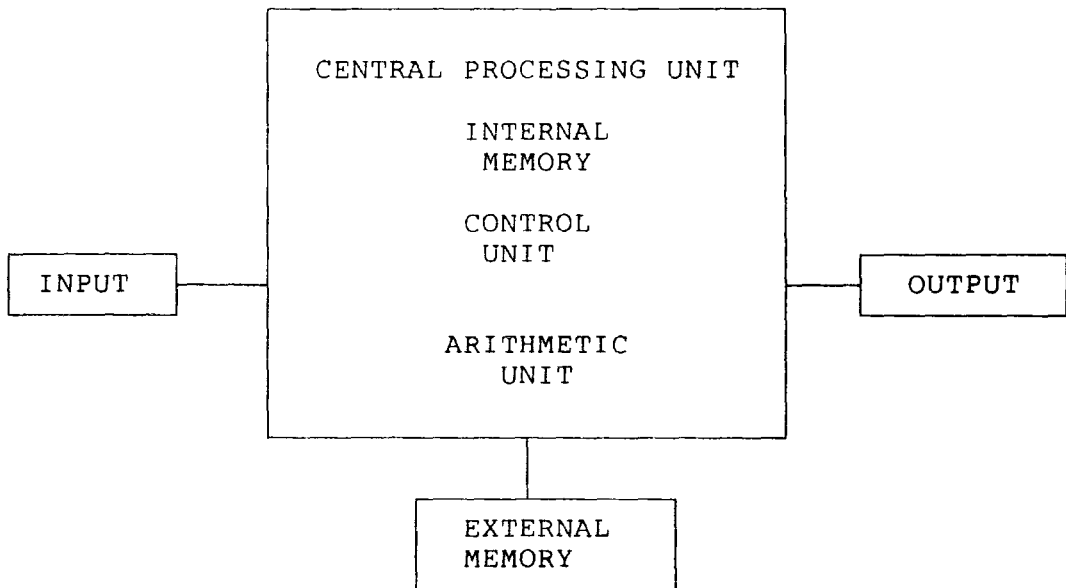 CENTRAL PROCESSING UNIT
INTERNAL
MEMORY
CONTROL
UNIT
INPUT
OUTPUT
ARITHMETIC
UNIT
EXTERNAL
MEMORY